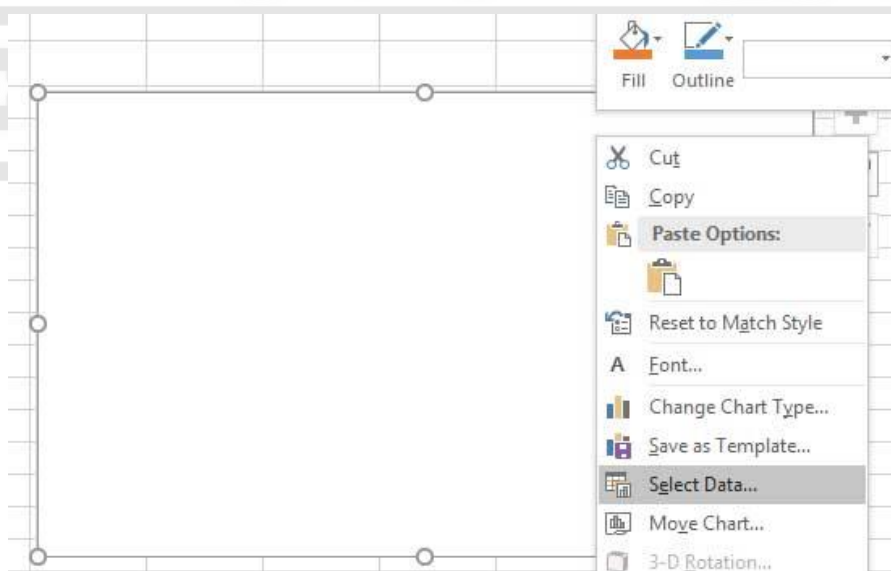 Fill Outline
Cut
Copy
Paste Options:
Reset to Match Style
A Font...
Change Chart Type...
Save as Template...
Select Data...
Move Chart...
3-D Rotation...